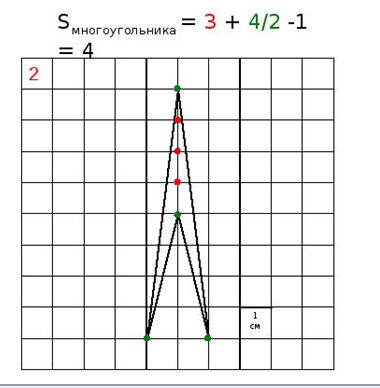 Sмногоугольника = 3 + 4/2 -1
= 4
2
1
см